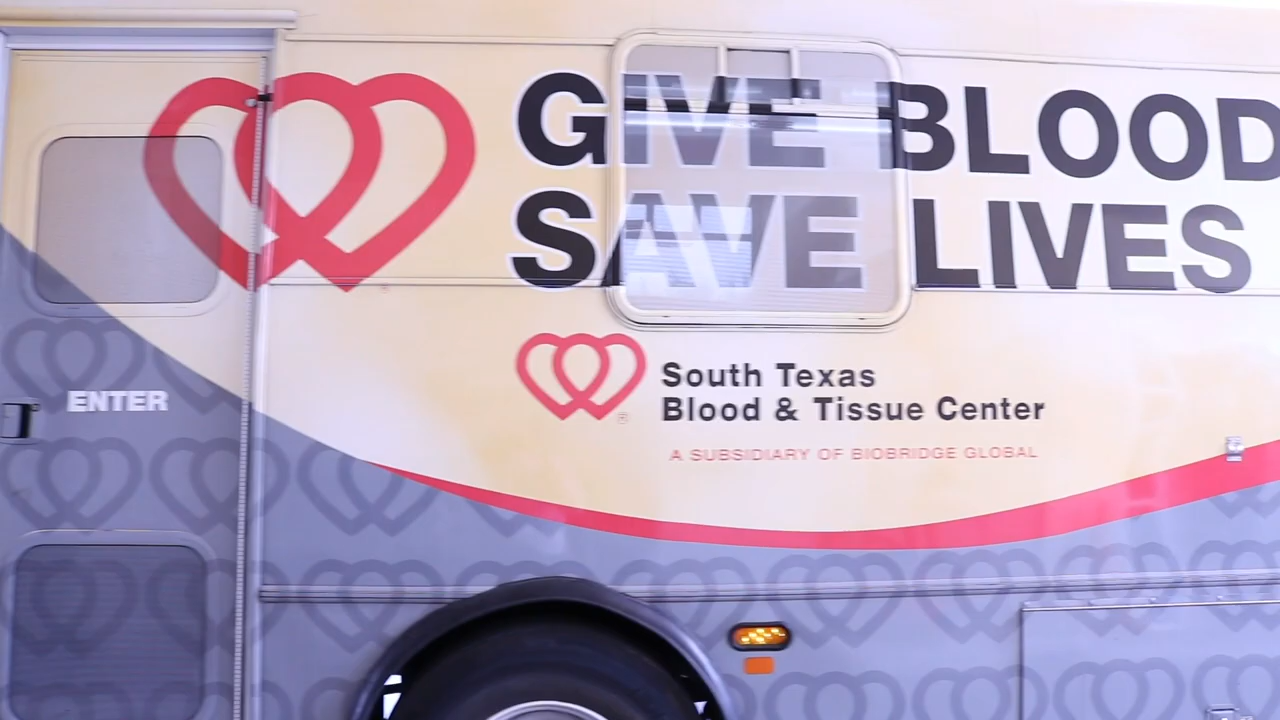 GIVE BLOOD
SAVE LIVES
South Texas
Blood & Tissue Center
A SUBSIDIARY OF BIOBRIDGE GLOBAL
ENTER